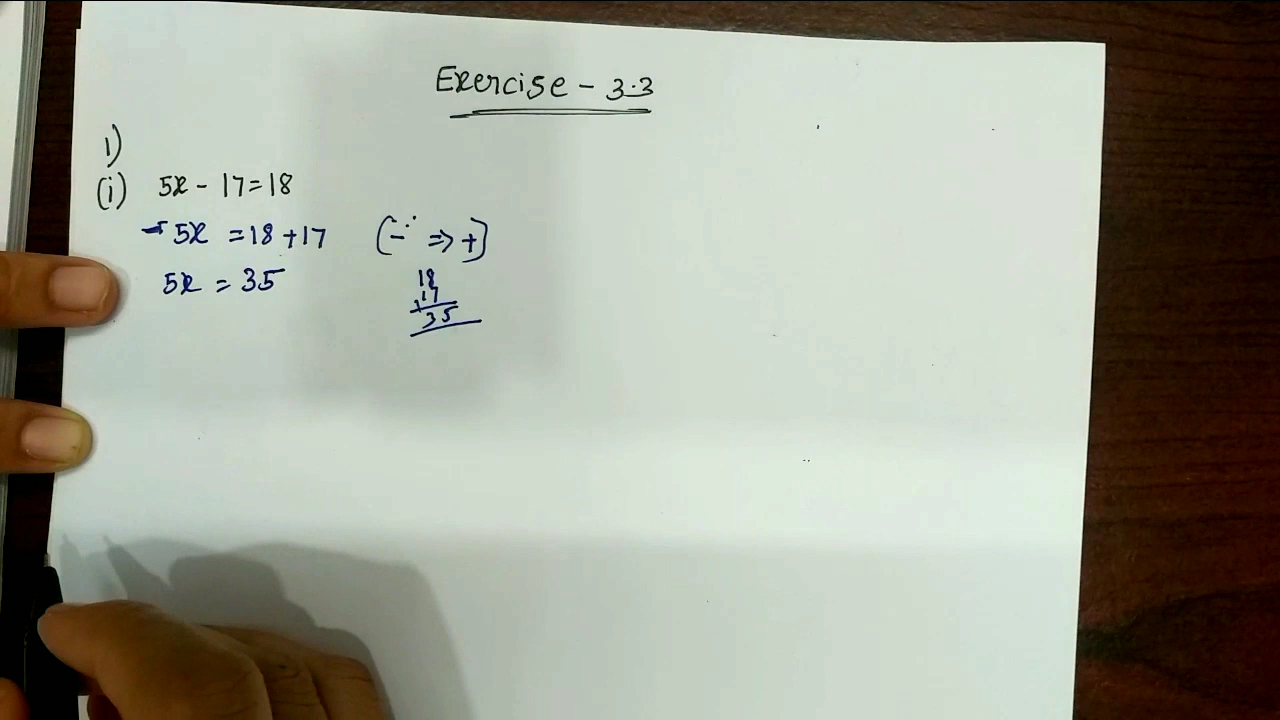 Exercise - 3.3
1)
(i) 5x - 17 = 18
5x = 18 + 17 (∵ - ⇒ +)
5x = 35
18
17
+
35